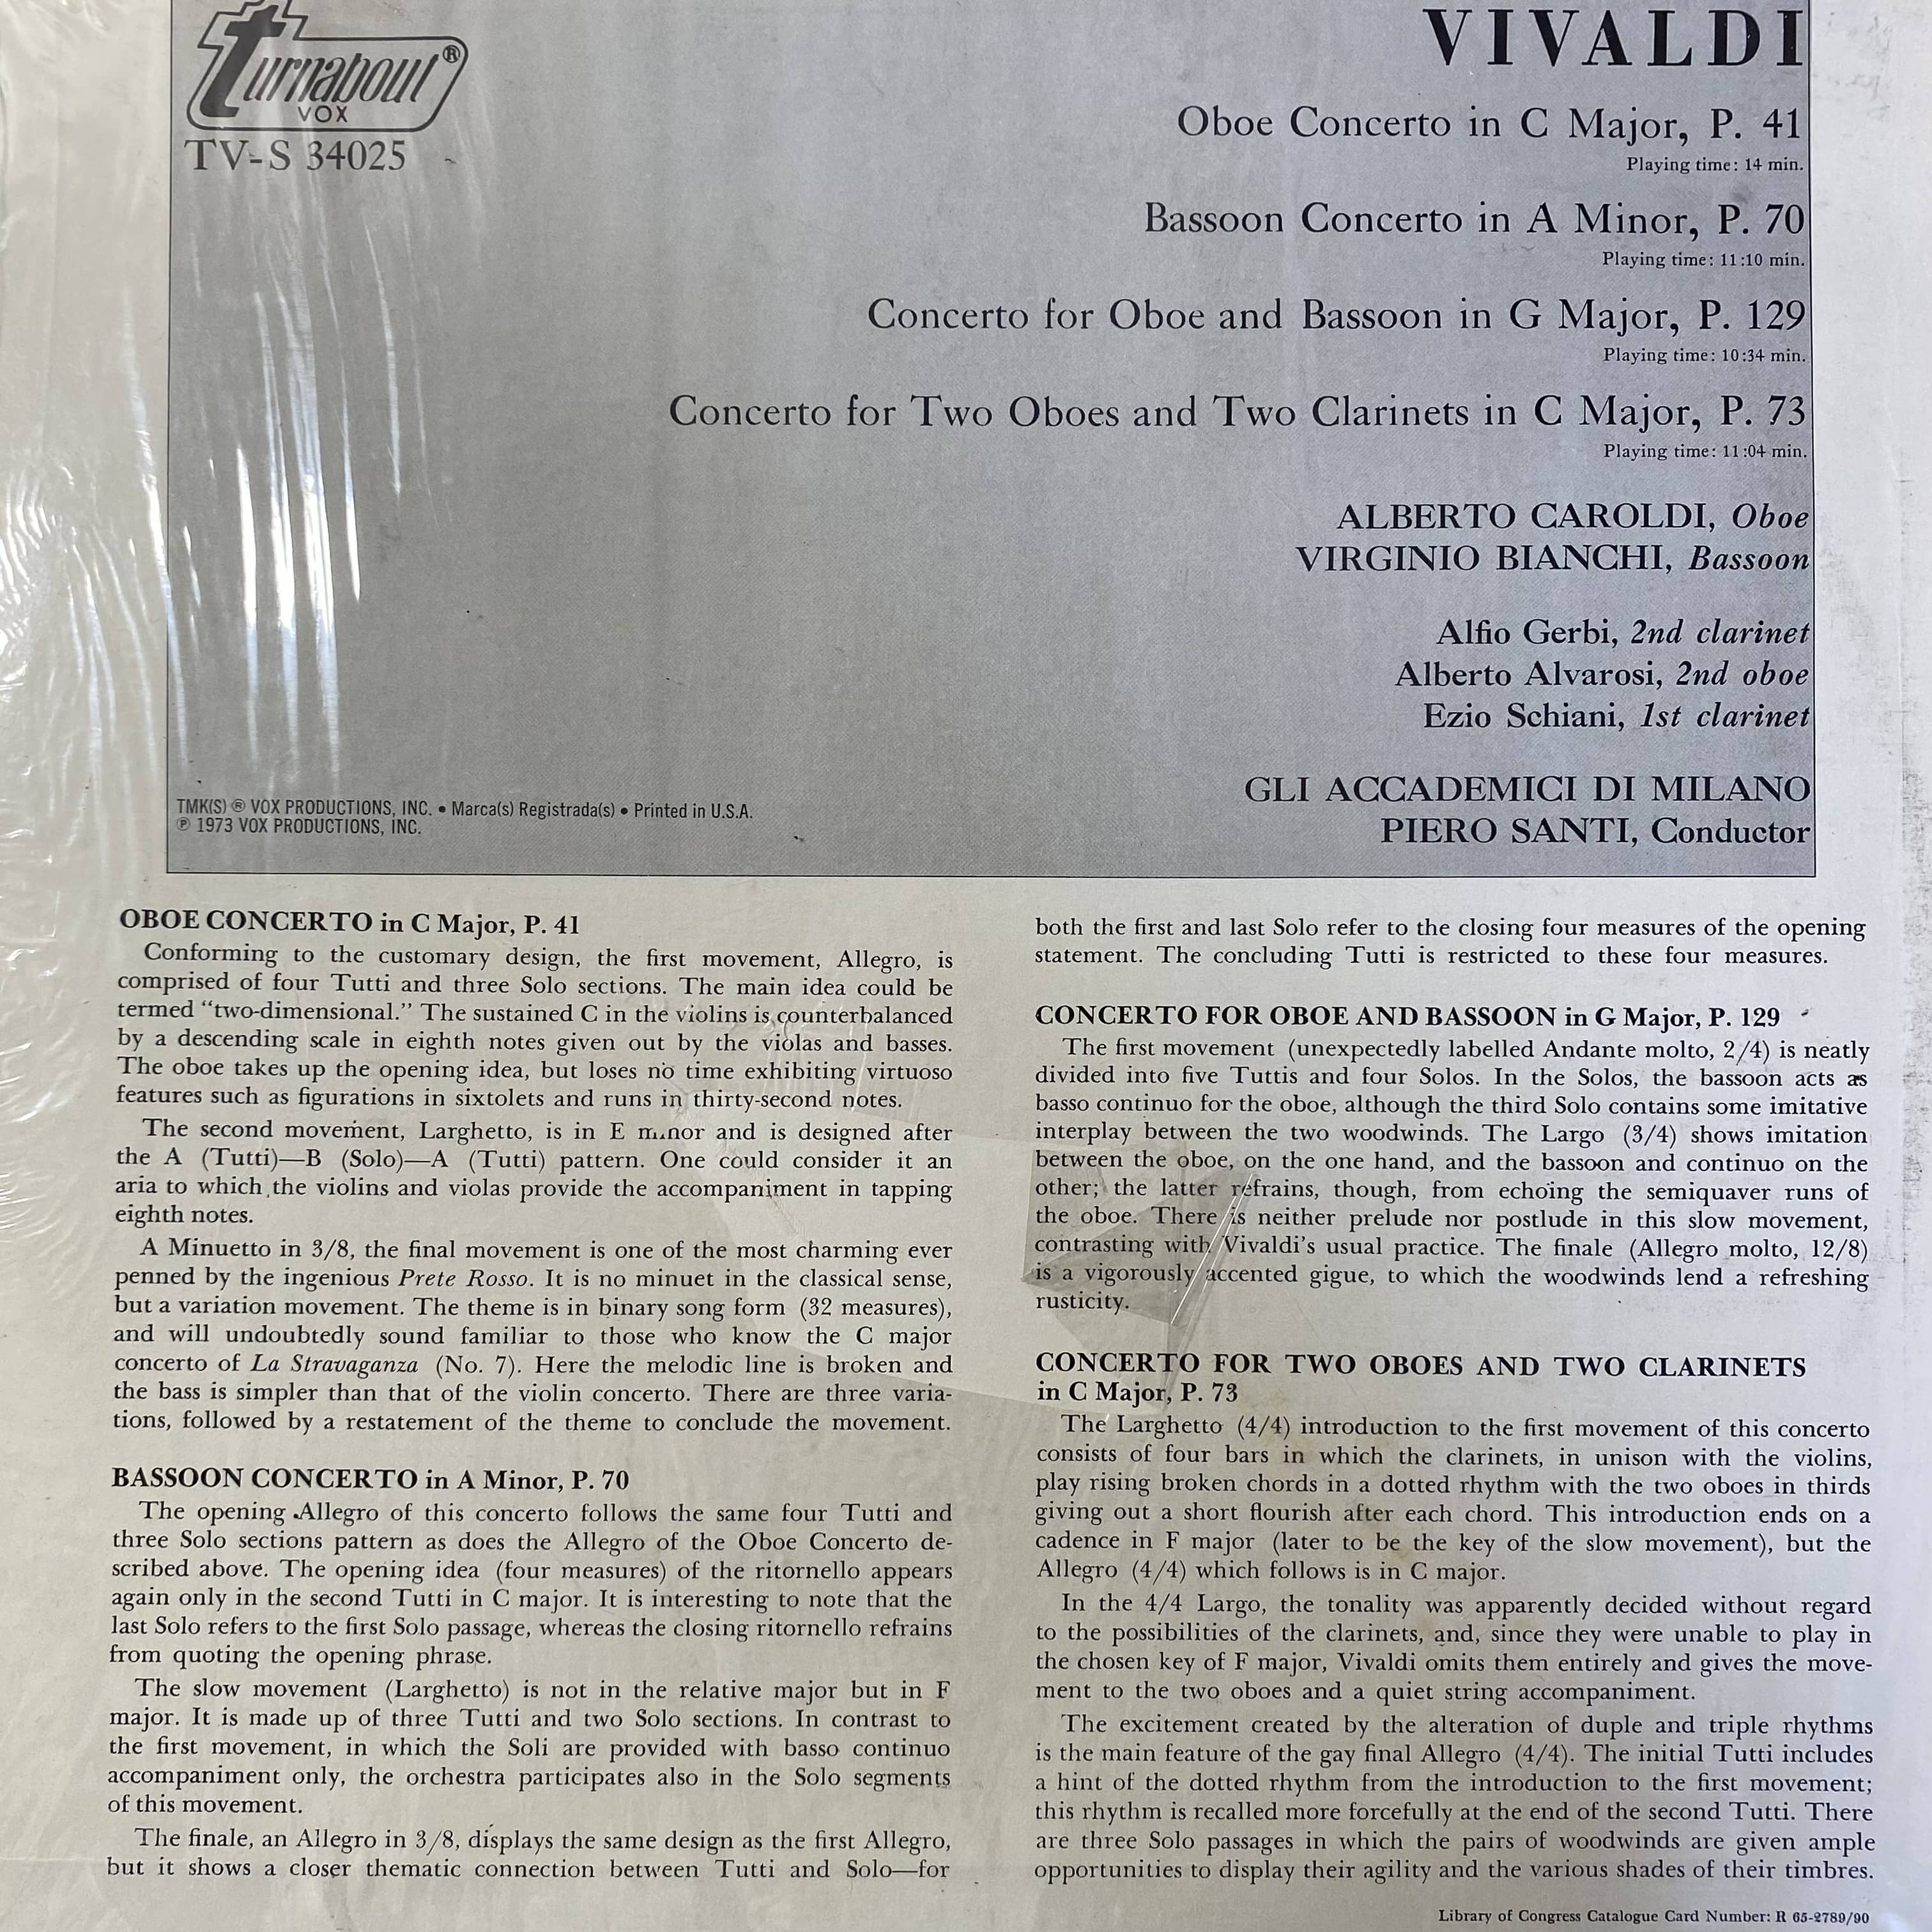 turnabout®
VOX
TV-S 34025
VIVALDI
Oboe Concerto in C Major, P. 41
Playing time: 14 min.
Bassoon Concerto in A Minor, P. 70
Playing time: 11:10 min.
Concerto for Oboe and Bassoon in G Major, P. 129
Playing time: 10:34 min.
Concerto for Two Oboes and Two Clarinets in C Major, P. 73
Playing time: 11:04 min.
ALBERTO CAROLDI, Oboe
VIRGINIO BIANCHI, Bassoon
Alfio Gerbi, 2nd clarinet
Alberto Alvarosi, 2nd oboe
Ezio Schiani, 1st clarinet
GLI ACCADEMICI DI MILANO
PIERO SANTI, Conductor
TMK(S) ® VOX PRODUCTIONS, INC. • Marca(s) Registrada(s) • Printed in U.S.A.
℗ 1973 VOX PRODUCTIONS, INC.
OBOE CONCERTO in C Major, P. 41
Conforming to the customary design, the first movement, Allegro, is
comprised of four Tutti and three Solo sections. The main idea could be
termed “two-dimensional.” The sustained C in the violins is counterbalanced
by a descending scale in eighth notes given out by the violas and basses.
The oboe takes up the opening idea, but loses no time exhibiting virtuoso
features such as figurations in sixtolets and runs in thirty-second notes.
The second movement, Larghetto, is in E minor and is designed after
the A (Tutti)—B (Solo)—A (Tutti) pattern. One could consider it an
aria to which the violins and violas provide the accompaniment in tapping
eighth notes.
A Minuetto in 3/8, the final movement is one of the most charming ever
penned by the ingenious Prete Rosso. It is no minuet in the classical sense,
but a variation movement. The theme is in binary song form (32 measures),
and will undoubtedly sound familiar to those who know the C major
concerto of La Stravaganza (No. 7). Here the melodic line is broken and
the bass is simpler than that of the violin concerto. There are three varia-
tions, followed by a restatement of the theme to conclude the movement.
BASSOON CONCERTO in A Minor, P. 70
The opening Allegro of this concerto follows the same four Tutti and
three Solo sections pattern as does the Allegro of the Oboe Concerto de-
scribed above. The opening idea (four measures) of the ritornello appears
again only in the second Tutti in C major. It is interesting to note that the
last Solo refers to the first Solo passage, whereas the closing ritornello refrains
from quoting the opening phrase.
The slow movement (Larghetto) is not in the relative major but in F
major. It is made up of three Tutti and two Solo sections. In contrast to
the first movement, in which the Soli are provided with basso continuo
accompaniment only, the orchestra participates also in the Solo segments
of this movement.
The finale, an Allegro in 3/8, displays the same design as the first Allegro,
but it shows a closer thematic connection between Tutti and Solo—for
both the first and last Solo refer to the closing four measures of the opening
statement. The concluding Tutti is restricted to these four measures.
CONCERTO FOR OBOE AND BASSOON in G Major, P. 129
The first movement (unexpectedly labelled Andante molto, 2/4) is neatly
divided into five Tuttis and four Solos. In the Solos, the bassoon acts as
basso continuo for the oboe, although the third Solo contains some imitative
interplay between the two woodwinds. The Largo (3/4) shows imitation
between the oboe, on the one hand, and the bassoon and continuo on the
other; the latter refrains, though, from echoing the semiquaver runs of
the oboe. There is neither prelude nor postlude in this slow movement,
contrasting with Vivaldi's usual practice. The finale (Allegro molto, 12/8)
is a vigorously accented gigue, to which the woodwinds lend a refreshing
rusticity.
CONCERTO FOR TWO OBOES AND TWO CLARINETS
in C Major, P. 73
The Larghetto (4/4) introduction to the first movement of this concerto
consists of four bars in which the clarinets, in unison with the violins,
play rising broken chords in a dotted rhythm with the two oboes in thirds
giving out a short flourish after each chord. This introduction ends on a
cadence in F major (later to be the key of the slow movement), but the
Allegro (4/4) which follows is in C major.
In the 4/4 Largo, the tonality was apparently decided without regard
to the possibilities of the clarinets, and, since they were unable to play in
the chosen key of F major, Vivaldi omits them entirely and gives the move-
ment to the two oboes and a quiet string accompaniment.
The excitement created by the alteration of duple and triple rhythms
is the main feature of the gay final Allegro (4/4). The initial Tutti includes
a hint of the dotted rhythm from the introduction to the first movement;
this rhythm is recalled more forcefully at the end of the second Tutti. There
are three Solo passages in which the pairs of woodwinds are given ample
opportunities to display their agility and the various shades of their timbres.
Library of Congress Catalogue Card Number: R 65-2789/90